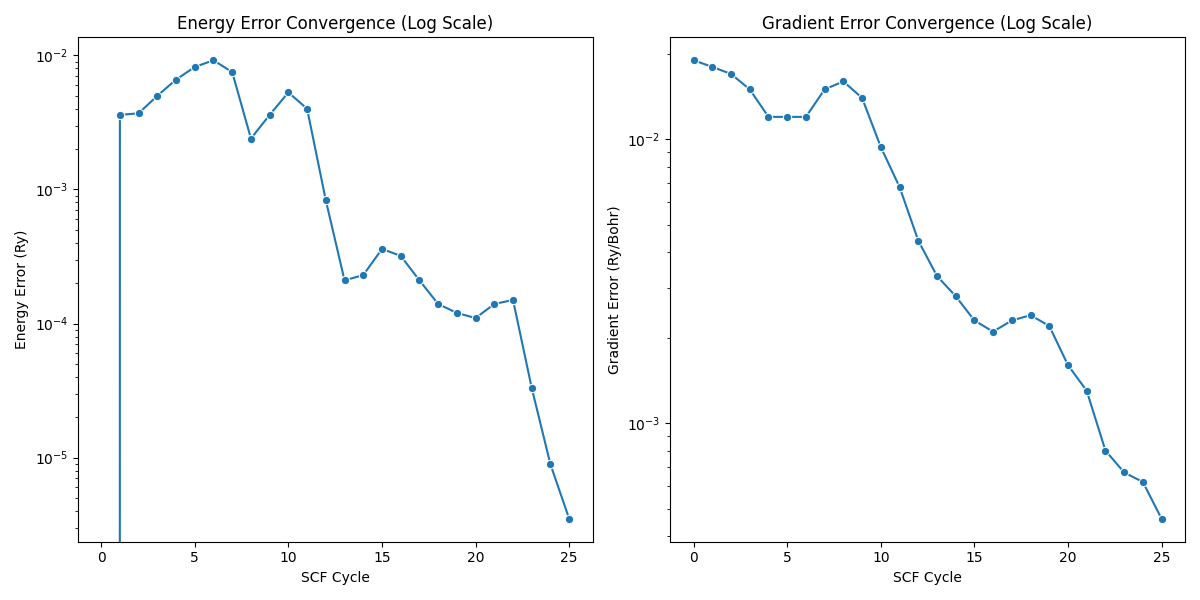 Energy Error Convergence (Log Scale)
Energy Error (Ry)
10⁻²
10⁻³
10⁻⁴
10⁻⁵
0 5 10 15 20 25
SCF Cycle
Gradient Error Convergence (Log Scale)
Gradient Error (Ry/Bohr)
10⁻²
10⁻³
0 5 10 15 20 25
SCF Cycle